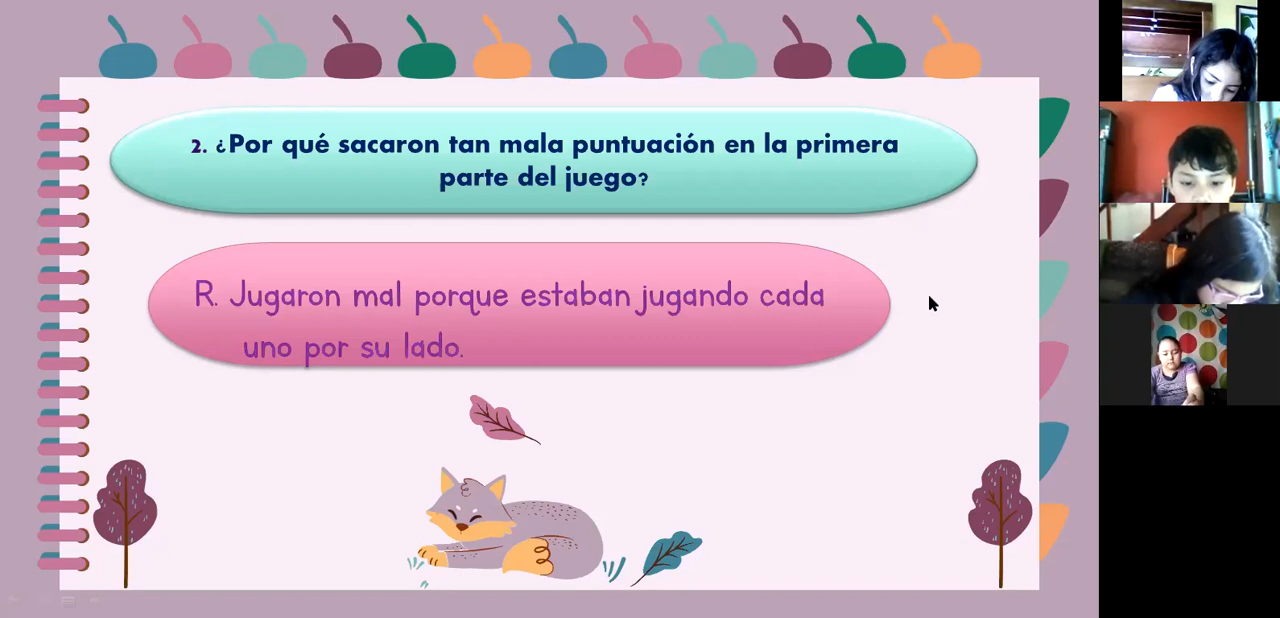 2. ¿Por qué sacaron tan mala puntuación en la primera
parte del juego?
R. Jugaron mal porque estaban jugando cada
uno por su lado.